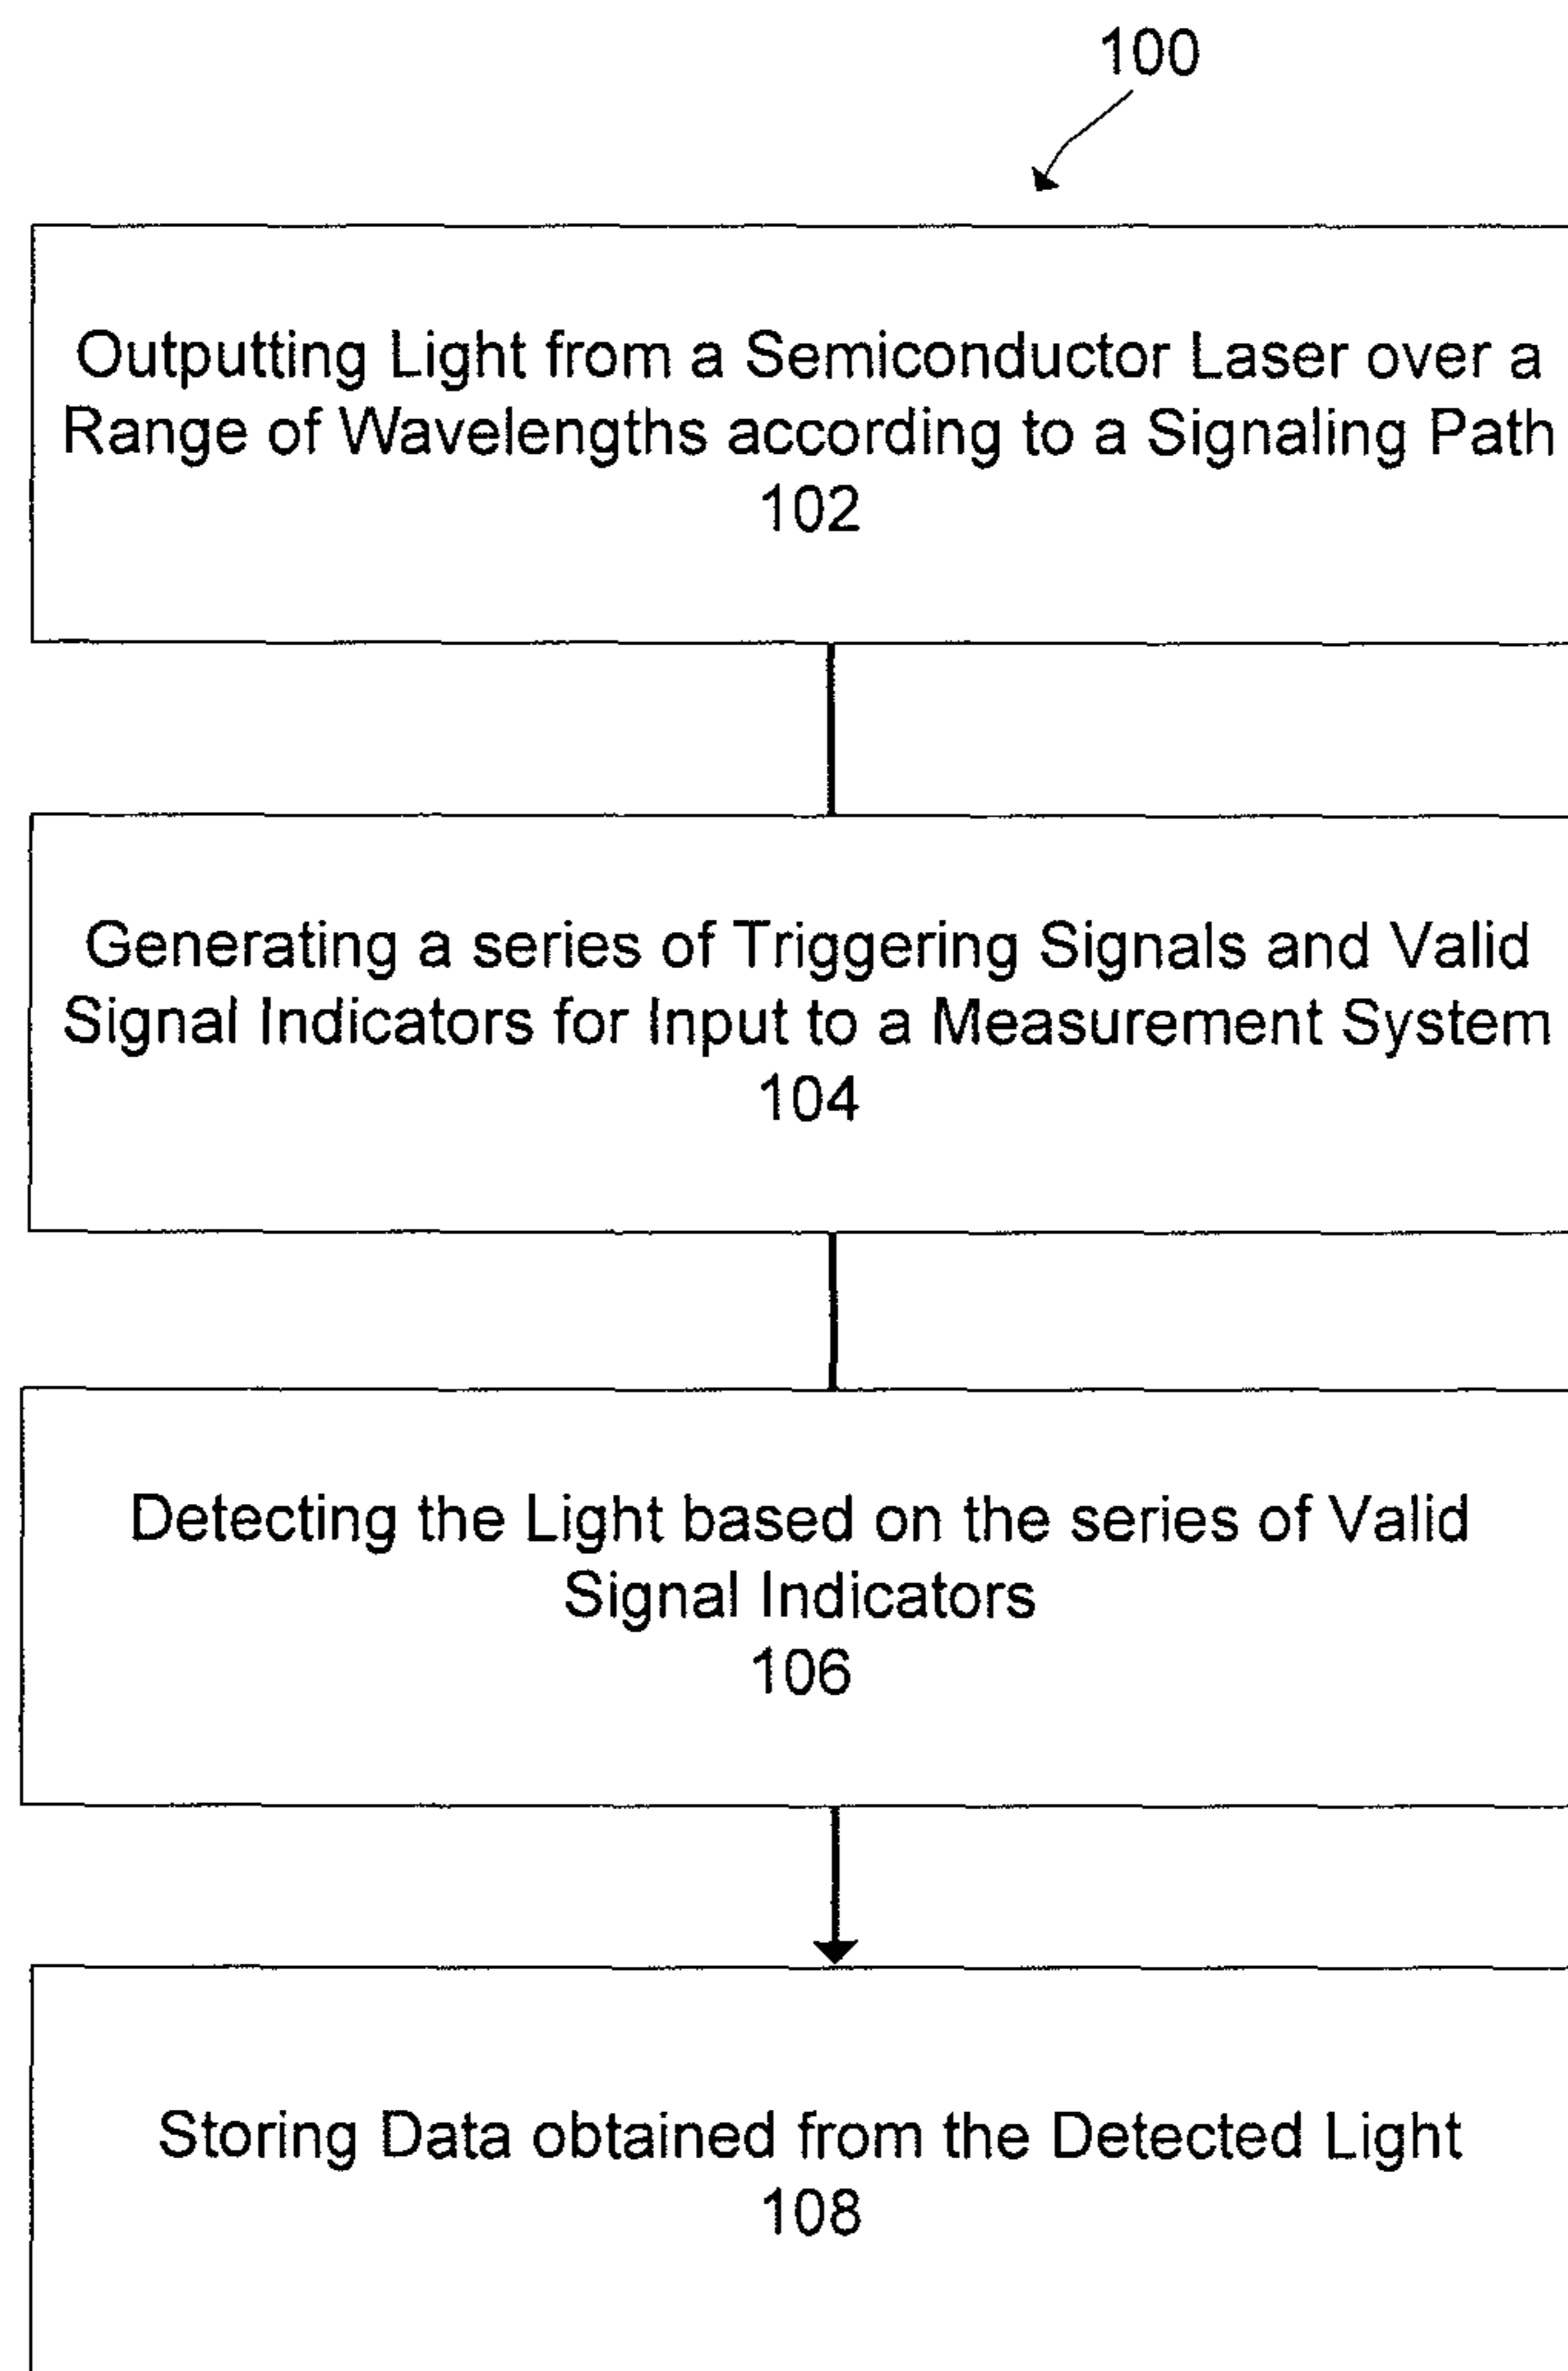 100
Outputting Light from a Semiconductor Laser over a
Range of Wavelengths according to a Signaling Path
102
Generating a series of Triggering Signals and Valid
Signal Indicators for Input to a Measurement System
104
Detecting the Light based on the series of Valid
Signal Indicators
106
Storing Data obtained from the Detected Light
108